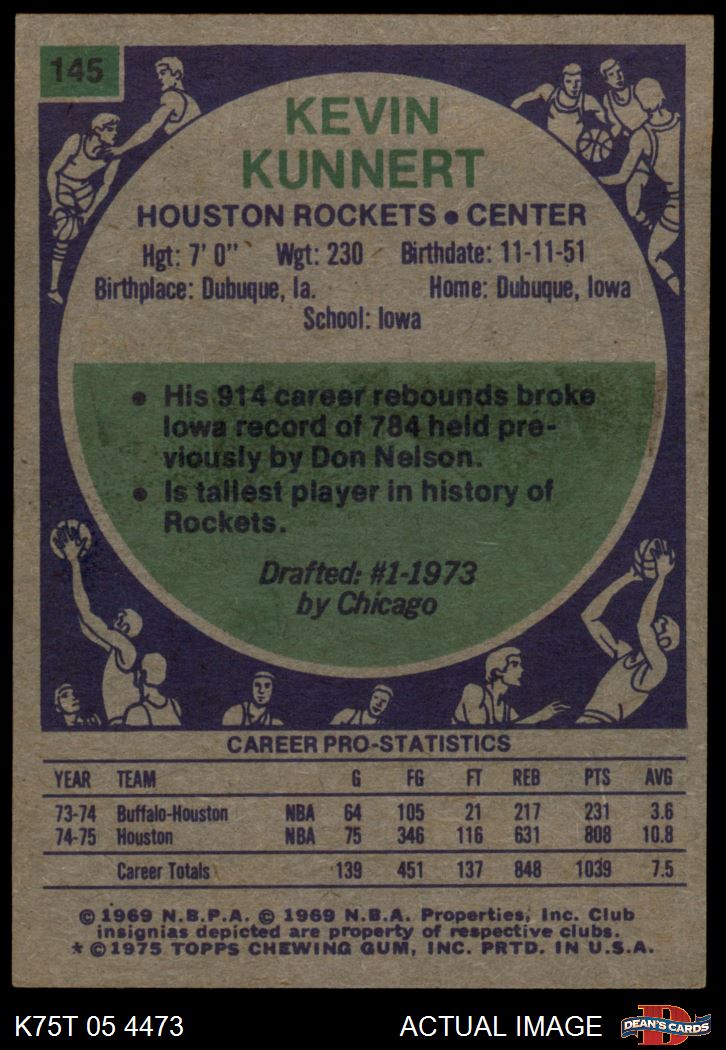 145
KEVIN
KUNNERT
HOUSTON ROCKETS • CENTER
Hgt: 7' 0" Wgt: 230 Birthdate: 11-11-51
Birthplace: Dubuque, Ia. Home: Dubuque, Iowa
School: Iowa
• His 914 career rebounds broke
Iowa record of 784 held pre-
viously by Don Nelson.
• Is tallest player in history of
Rockets.
Drafted: #1-1973
by Chicago
CAREER PRO-STATISTICS
YEAR TEAM G FG FT REB PTS AVG
73-74 Buffalo-Houston NBA 64 105 21 217 231 3.6
74-75 Houston NBA 75 346 116 631 808 10.8
Career Totals 139 451 137 848 1039 7.5
© 1969 N.B.P.A. © 1969 N.B.A. Properties, Inc. Club
insignias depicted are property of respective clubs.
* © 1975 TOPPS CHEWING GUM, INC. PRTD. IN U.S.A.
K75T 05 4473 ACTUAL IMAGE
D
DEAN'S CARDS